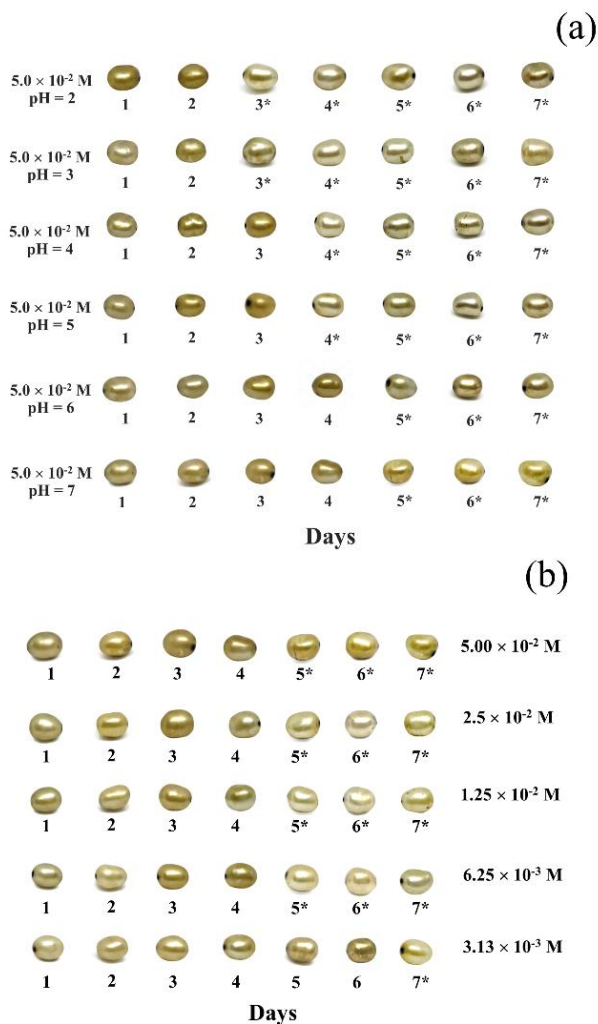 (a)
5.0 × 10⁻² M
pH = 2
1 2 3* 4* 5* 6* 7*
5.0 × 10⁻² M
pH = 3
1 2 3* 4* 5* 6* 7*
5.0 × 10⁻² M
pH = 4
1 2 3 4* 5* 6* 7*
5.0 × 10⁻² M
pH = 5
1 2 3 4* 5* 6* 7*
5.0 × 10⁻² M
pH = 6
1 2 3 4 5* 6* 7*
5.0 × 10⁻² M
pH = 7
1 2 3 4 5* 6* 7*
Days
(b)
5.00 × 10⁻² M
1 2 3 4 5* 6* 7*
2.5 × 10⁻² M
1 2 3 4 5* 6* 7*
1.25 × 10⁻² M
1 2 3 4 5* 6* 7*
6.25 × 10⁻³ M
1 2 3 4 5* 6* 7*
3.13 × 10⁻³ M
1 2 3 4 5 6 7*
Days